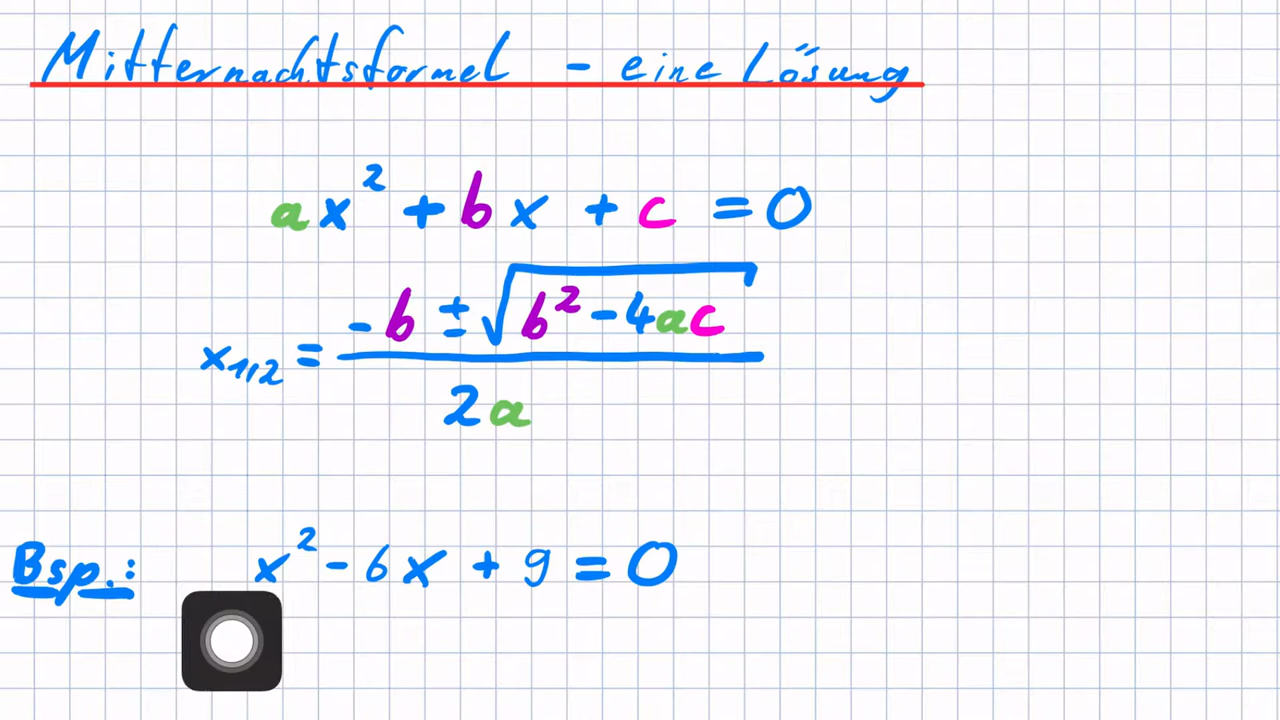 Mitternachtsformel - eine Lösung
ax² + bx + c = 0
x₁,₂ = (-b ± √(b² - 4ac)) / 2a
Bsp.: x² - 6x + 9 = 0